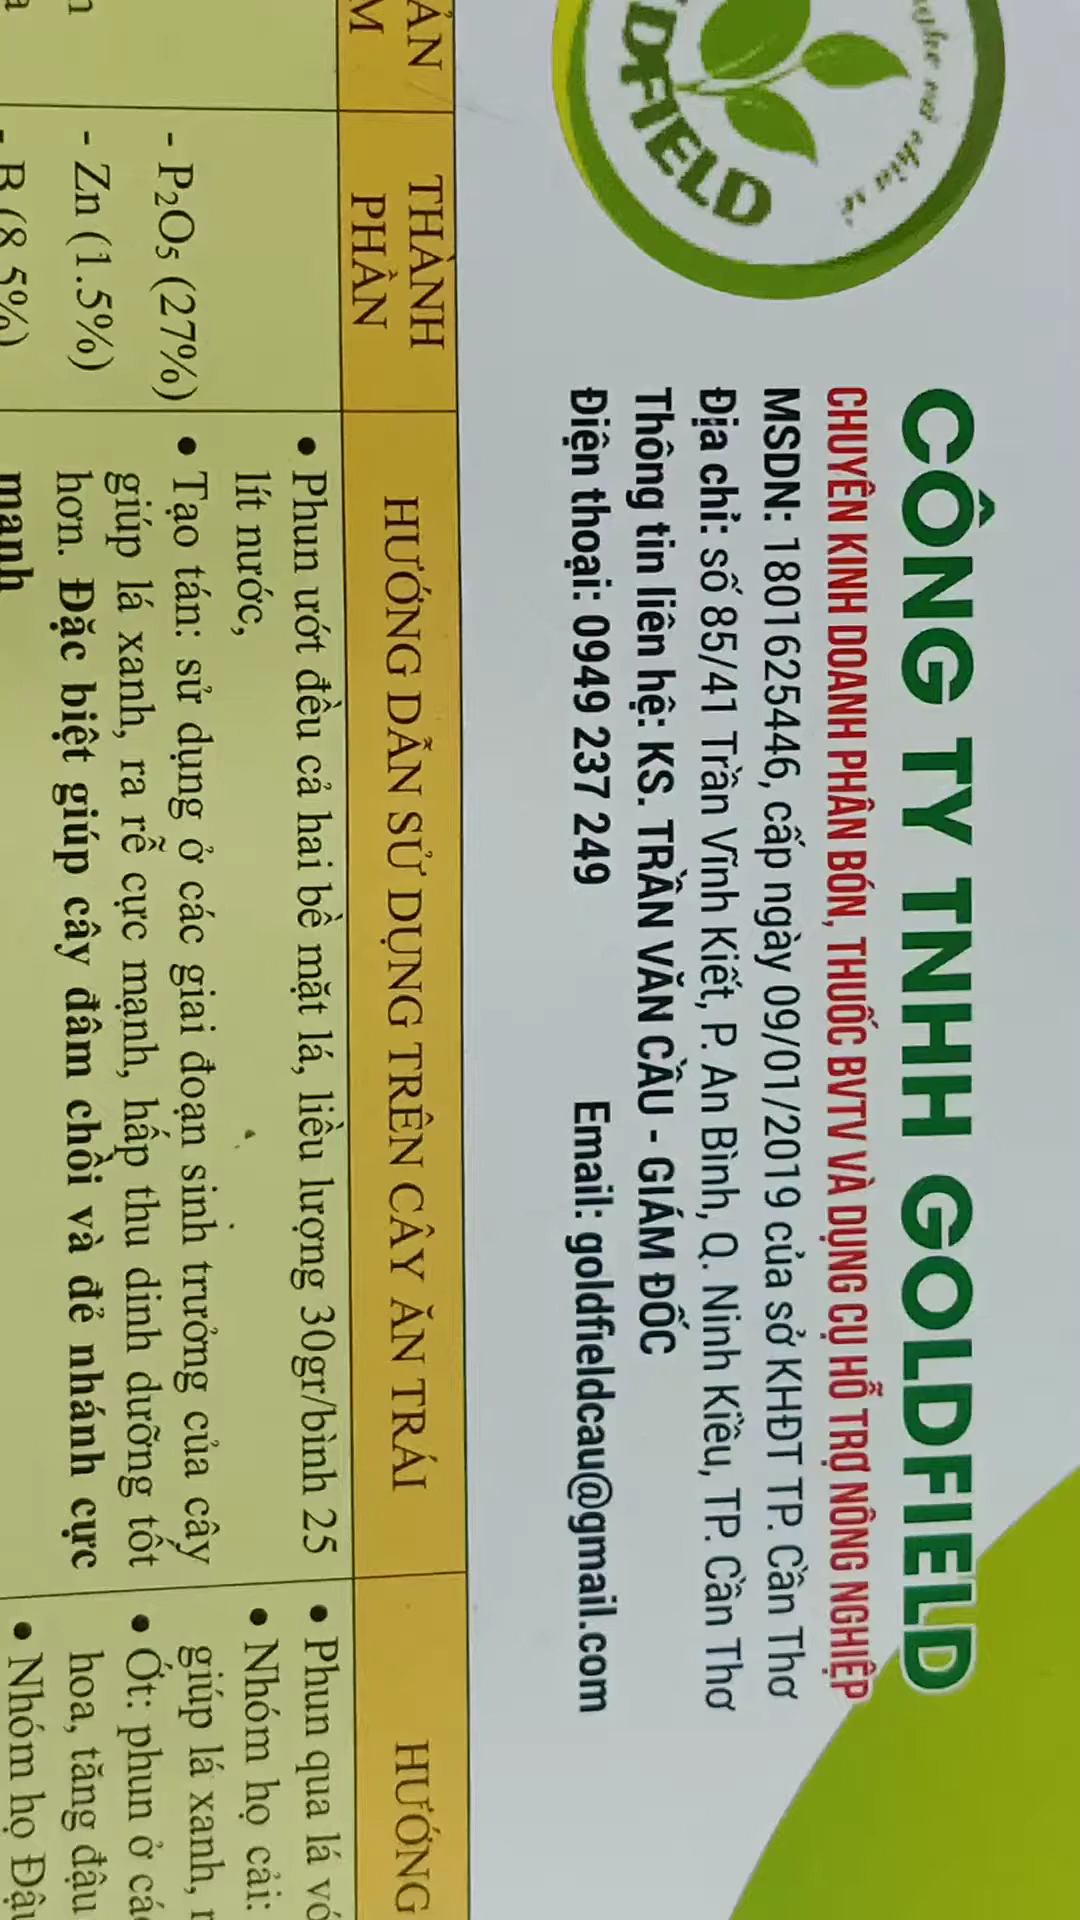 DFIELD
CÔNG TY TNHH GOLDFIELD
CHUYÊN KINH DOANH PHÂN BÓN, THUỐC BVTV VÀ DỤNG CỤ HỖ TRỢ NÔNG NGHIỆP
MSDN: 1801625446, cấp ngày 09/01/2019 của sở KHĐT TP. Cần Thơ
Địa chỉ: số 85/41 Trần Vĩnh Kiết, P. An Bình, Q. Ninh Kiều, TP. Cần Thơ
Thông tin liên hệ: KS. TRẦN VĂN CẦU - GIÁM ĐỐC
Điện thoại: 0949 237 249 Email: goldfieldcau@gmail.com
THÀNH
PHẦN
HƯỚNG DẪN SỬ DỤNG TRÊN CÂY ĂN TRÁI
HƯỚNG
- P₂O₅ (27%)
- Zn (1.5%)
- B (8.5%)
• Phun ướt đều cả hai bề mặt lá, liều lượng 30gr/bình 25
lít nước,
• Tạo tán: sử dụng ở các giai đoạn sinh trưởng của cây
giúp lá xanh, ra rễ cực mạnh, hấp thu dinh dưỡng tốt
hơn. Đặc biệt giúp cây đâm chồi và đẻ nhánh cực
mạnh
• Phun qua lá
• Nhóm họ cải:
giúp lá xanh,
• Ớt: phun ở
hoa, tăng đậu
• Nhóm họ Đậu